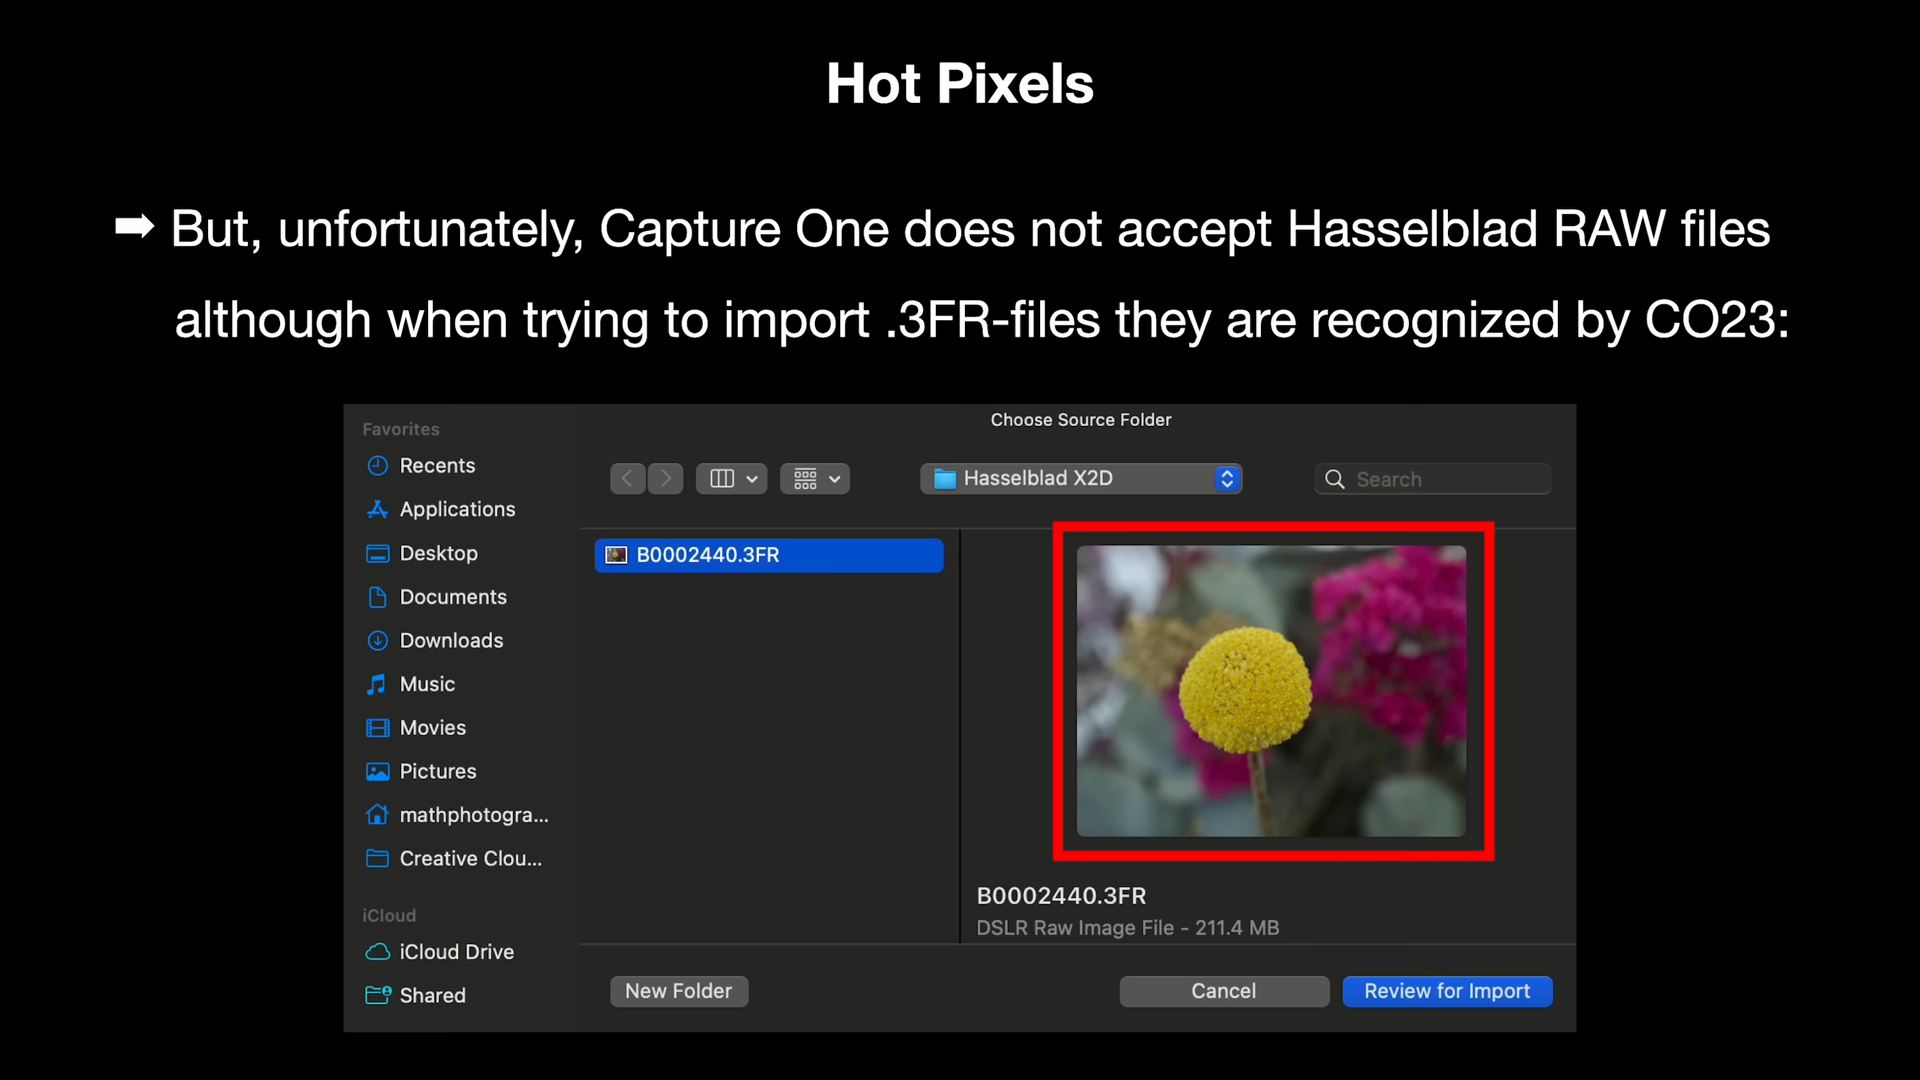 Hot Pixels
➡ But, unfortunately, Capture One does not accept Hasselblad RAW files
although when trying to import .3FR-files they are recognized by CO23:
Choose Source Folder
Favorites
Recents
Applications
Desktop
Documents
Downloads
Music
Movies
Pictures
mathphotogra...
Creative Clou...
iCloud
iCloud Drive
Shared
Hasselblad X2D
Search
B0002440.3FR
B0002440.3FR
DSLR Raw Image File - 211.4 MB
New Folder
Cancel
Review for Import